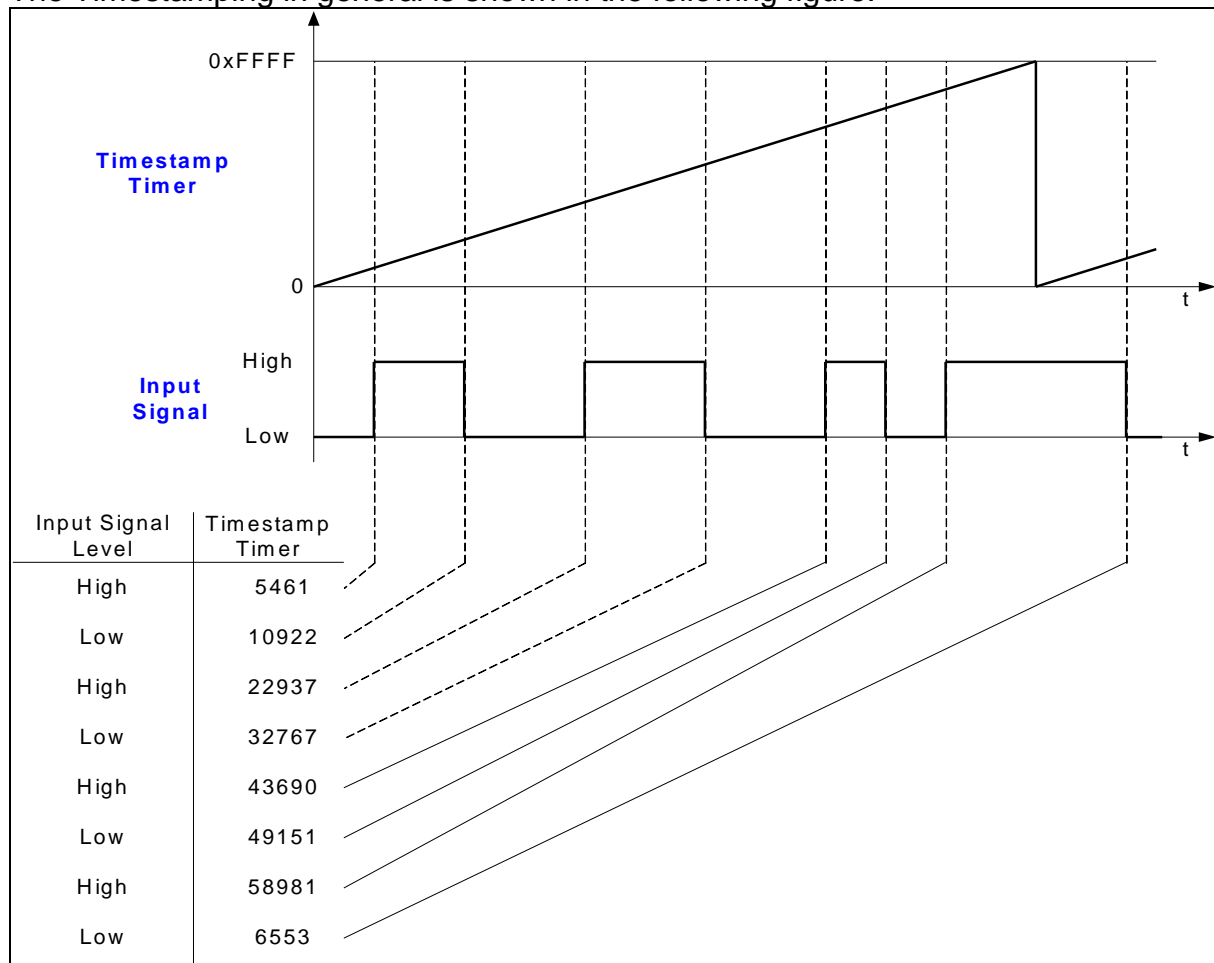 The Timestamping in general is shown in the following figure.
0xFFFF
Timestamp
Timer
0
t
High
Input
Signal
Low
t
Input Signal
Level
Timestamp
Timer
High 5461
Low 10922
High 22937
Low 32767
High 43690
Low 49151
High 58981
Low 6553